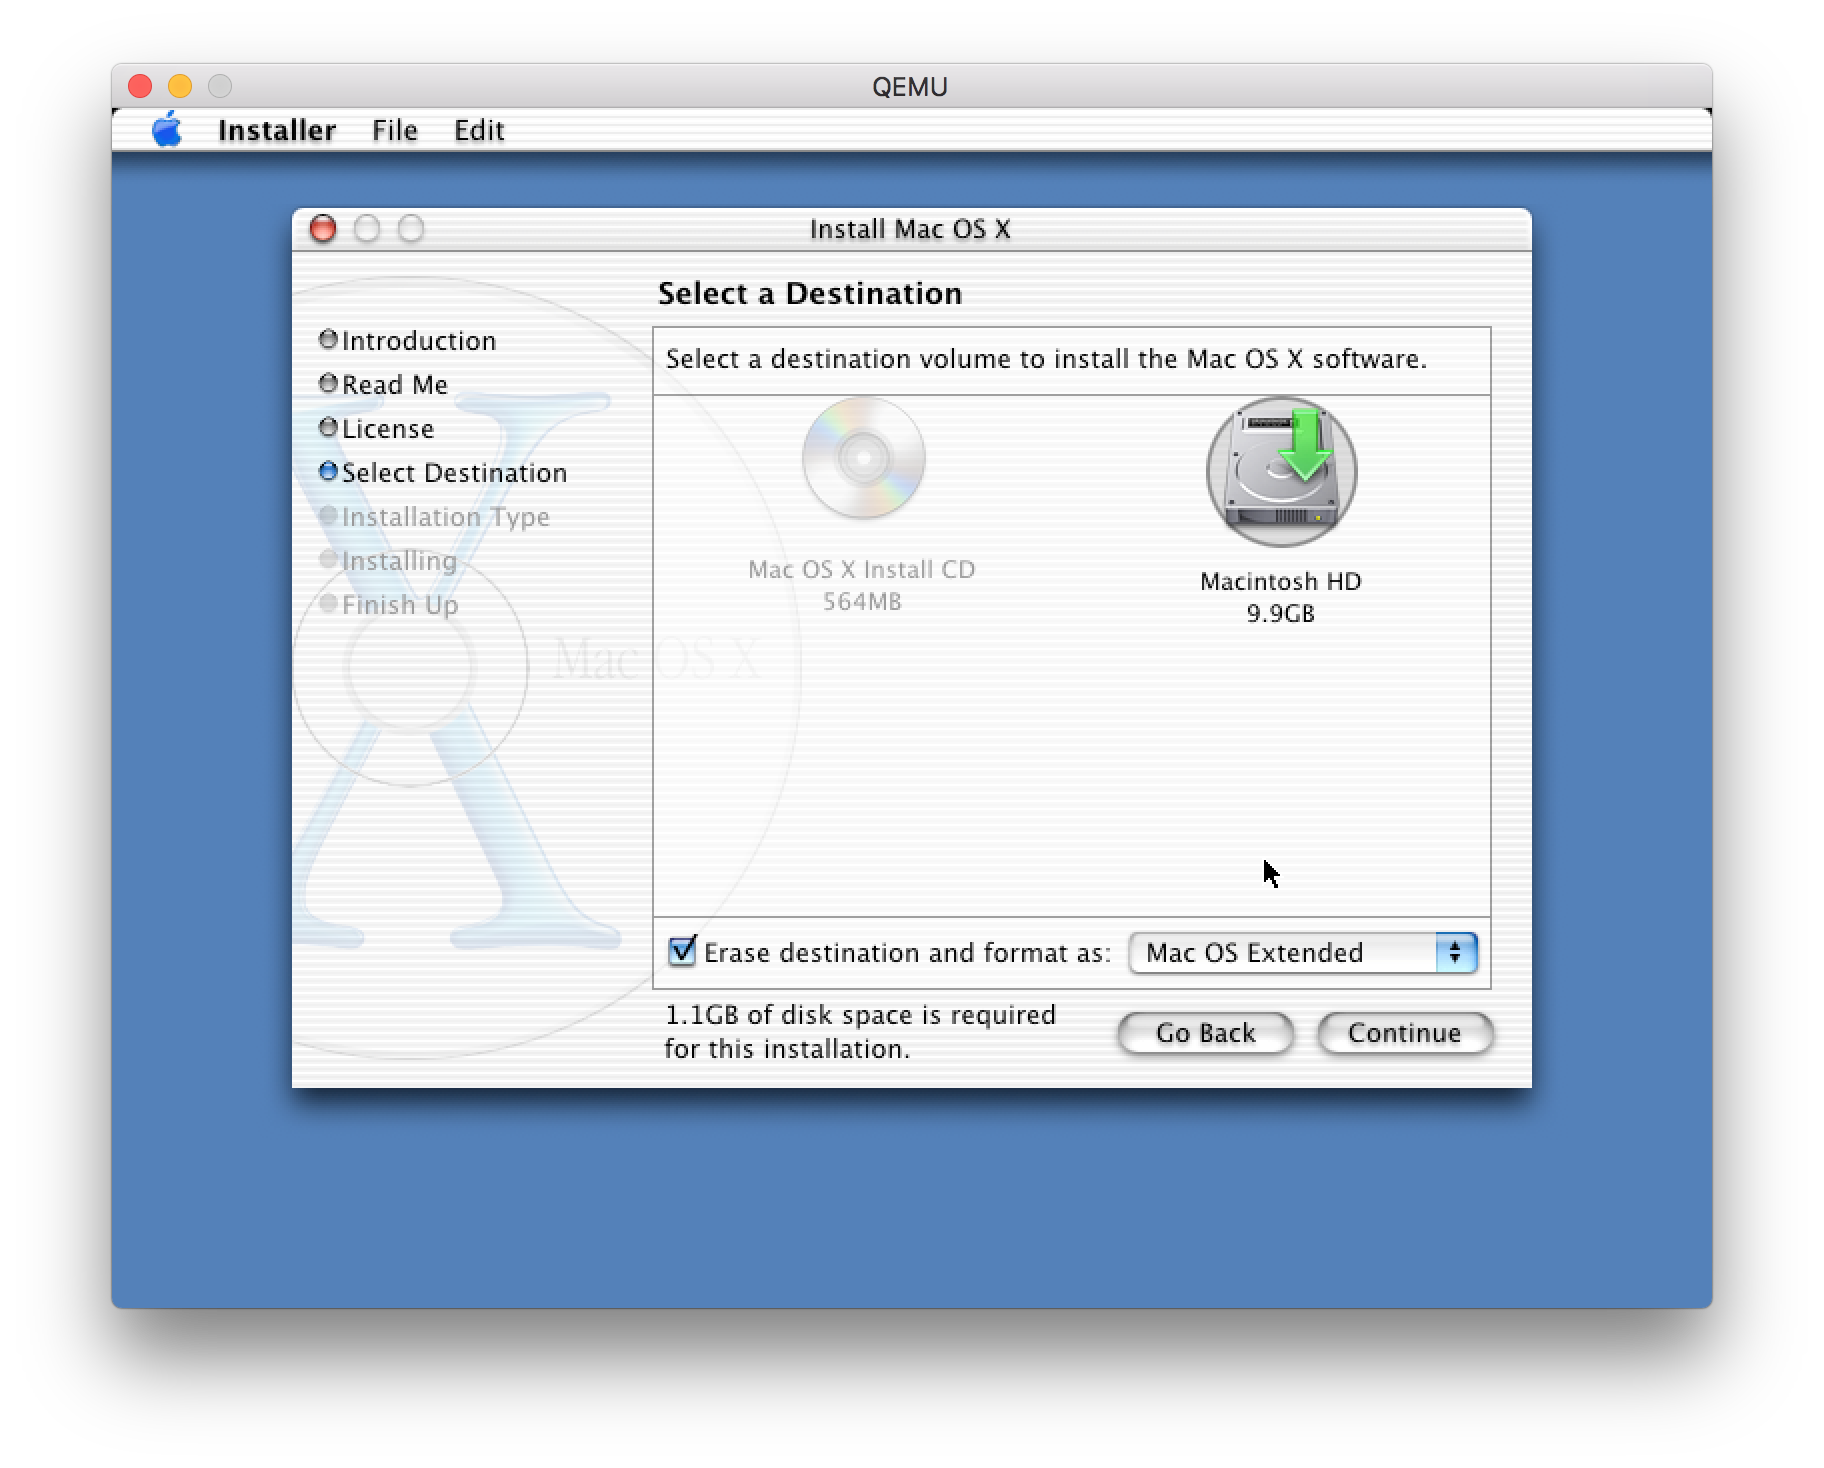 QEMU
Installer File Edit
Install Mac OS X
Select a Destination
Introduction
Read Me
License
Select Destination
Installation Type
Installing
Finish Up
Mac OS X
Select a destination volume to install the Mac OS X software.
Mac OS X Install CD
564MB
Macintosh HD
9.9GB
Erase destination and format as: Mac OS Extended
1.1GB of disk space is required
for this installation.
Go Back Continue